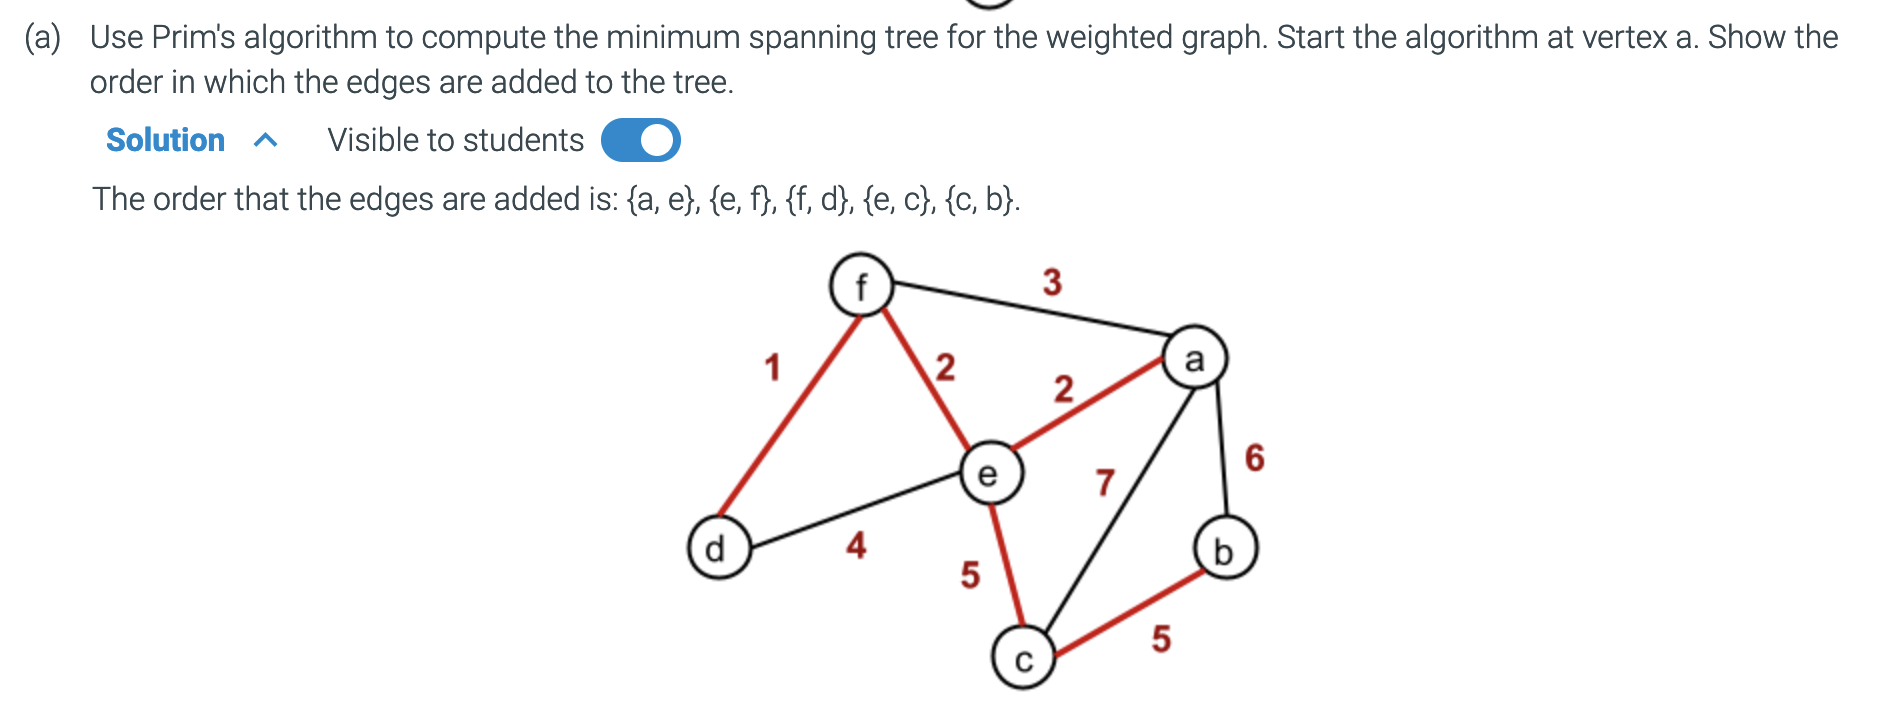 (a) Use Prim's algorithm to compute the minimum spanning tree for the weighted graph. Start the algorithm at vertex a. Show the
order in which the edges are added to the tree.
Solution Visible to students
The order that the edges are added is: {a, e}, {e, f}, {f, d}, {e, c}, {c, b}.
f
3
a
1
2
2
e
7
6
d
4
5
b
c
5